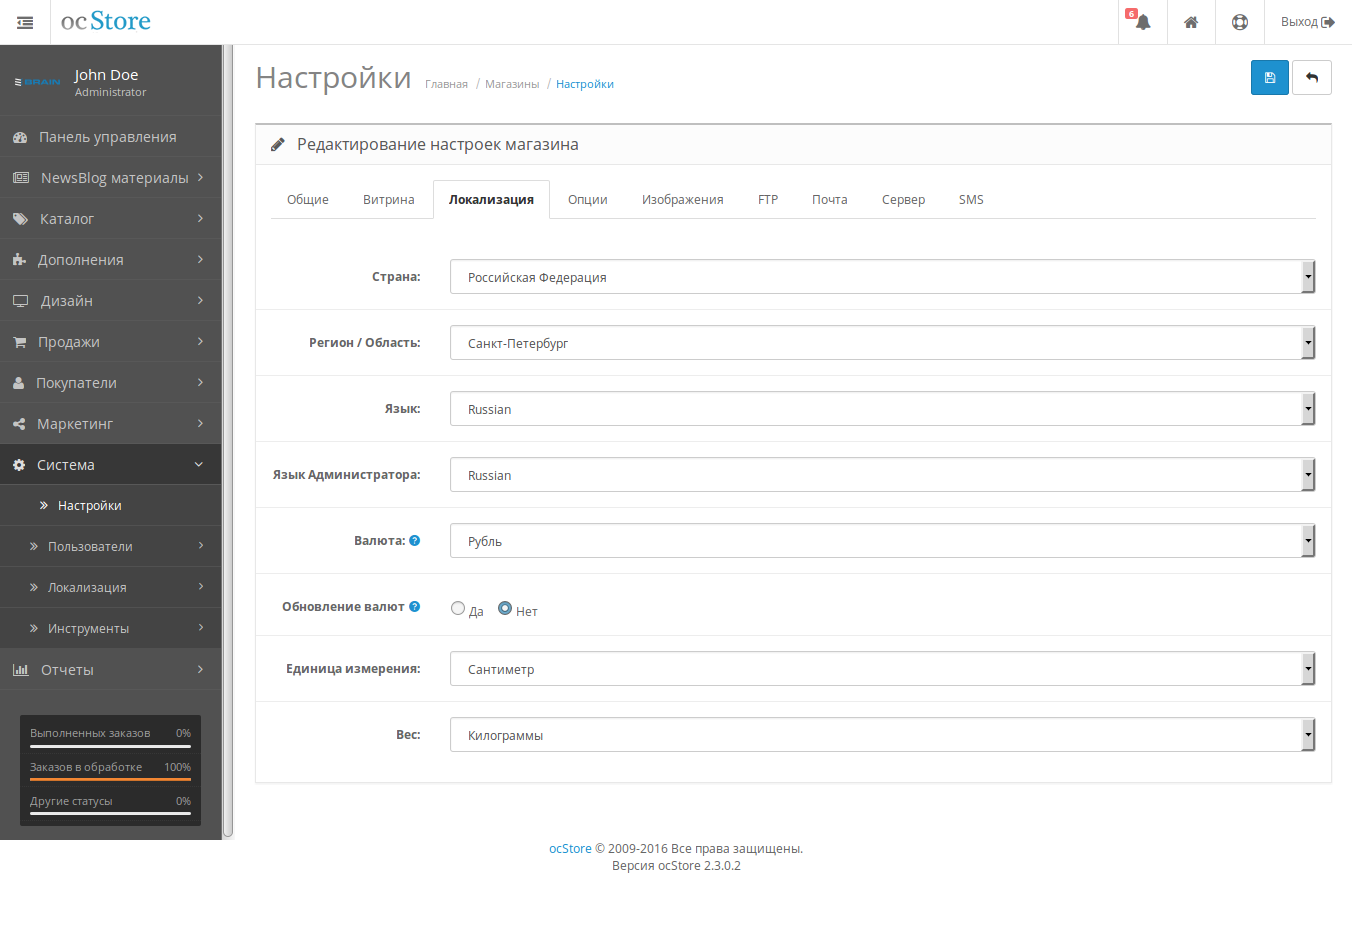 ocStore
6
Выход
BRAIN
John Doe
Administrator
Панель управления
NewsBlog материалы
Каталог
Дополнения
Дизайн
Продажи
Покупатели
Маркетинг
Система
Настройки
Пользователи
Локализация
Инструменты
Отчеты
Выполненных заказов 0%
Заказов в обработке 100%
Другие статусы 0%
Настройки Главная / Магазины / Настройки
Редактирование настроек магазина
Общие Витрина Локализация Опции Изображения FTP Почта Сервер SMS
Страна: Российская Федерация
Регион / Область: Санкт-Петербург
Язык: Russian
Язык Администратора: Russian
Валюта: ? Рубль
Обновление валют ? Да Нет
Единица измерения: Сантиметр
Вес: Килограммы
ocStore © 2009-2016 Все права защищены.
Версия ocStore 2.3.0.2